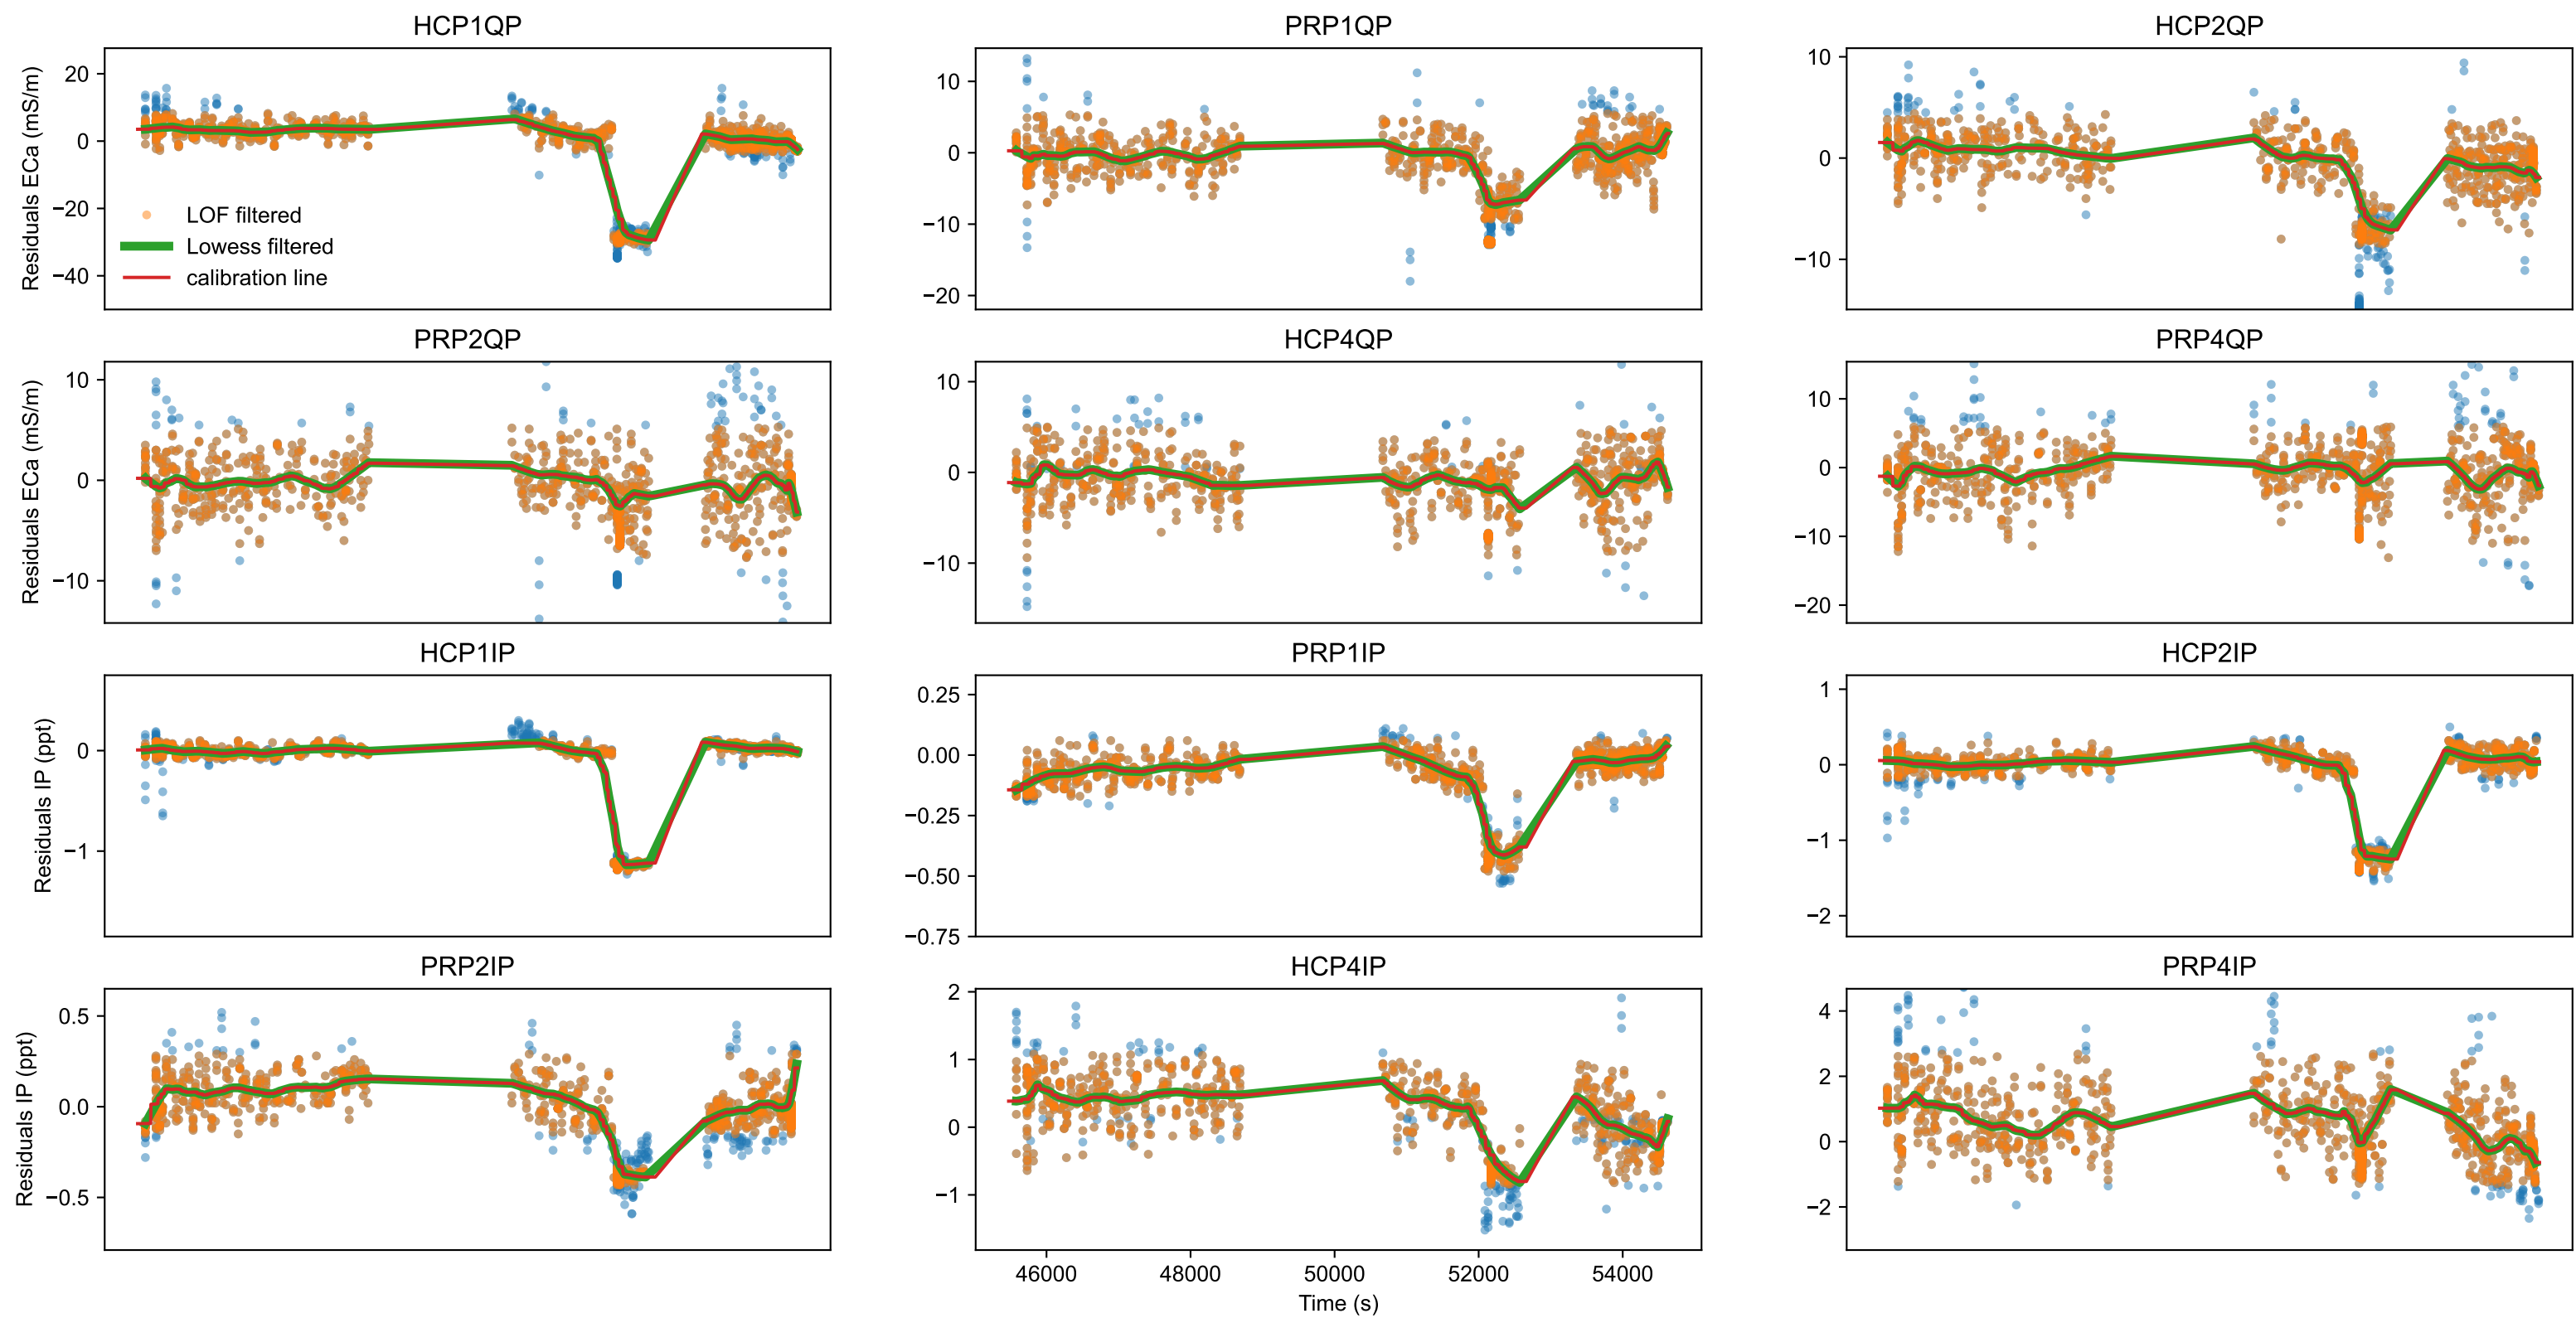 HCP1QP
PRP1QP
HCP2QP
Residuals ECa (mS/m)
20
0
−20
−40
LOF filtered
Lowess filtered
calibration line
10
0
−10
−20
10
0
−10
PRP2QP
HCP4QP
PRP4QP
Residuals ECa (mS/m)
10
0
−10
10
0
−10
10
0
−10
−20
HCP1IP
PRP1IP
HCP2IP
Residuals IP (ppt)
0
−1
0.25
0.00
−0.25
−0.50
−0.75
1
0
−1
−2
PRP2IP
HCP4IP
PRP4IP
Residuals IP (ppt)
0.5
0.0
−0.5
2
1
0
−1
4
2
0
−2
46000 48000 50000 52000 54000
Time (s)